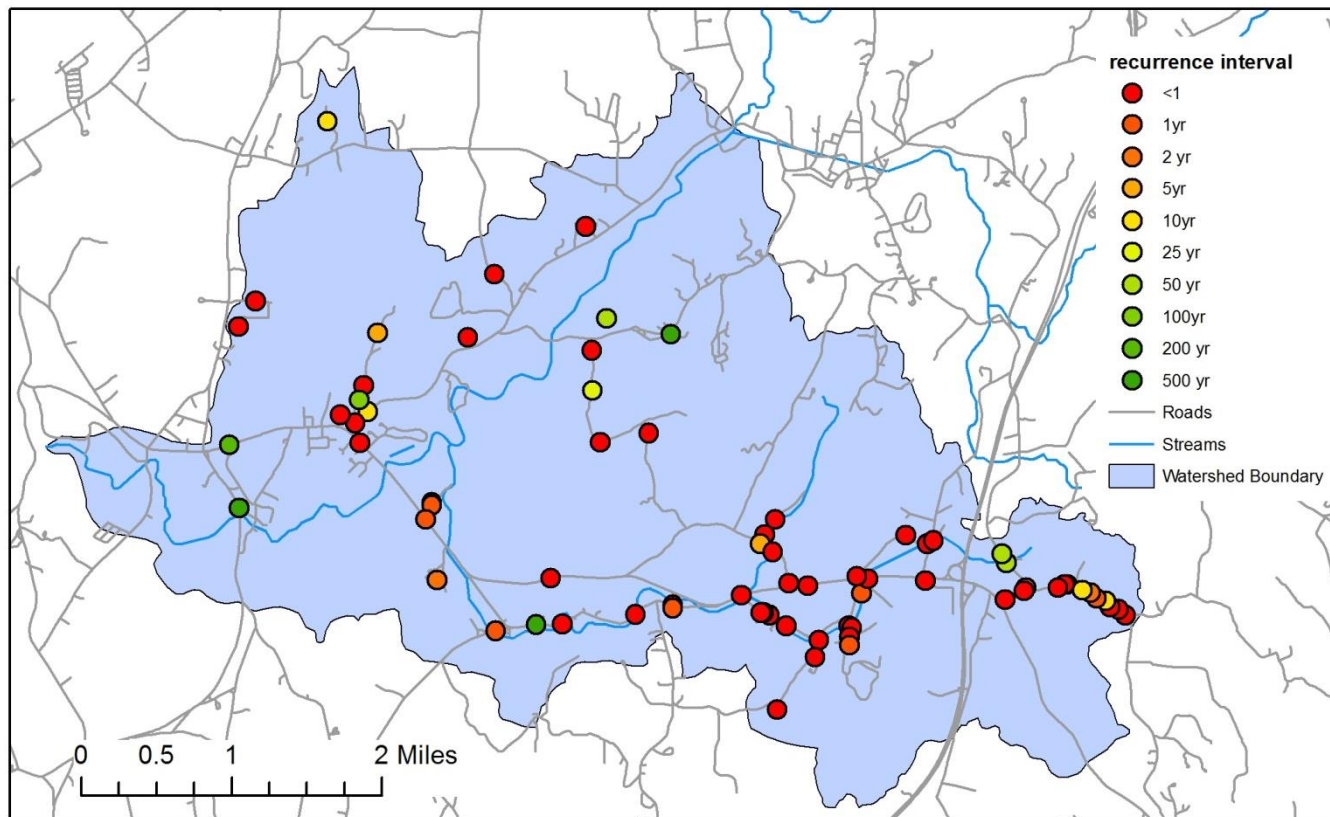 recurrence interval
<1
1yr
2 yr
5yr
10yr
25 yr
50 yr
100yr
200 yr
500 yr
Roads
Streams
Watershed Boundary
0 0.5 1 2 Miles